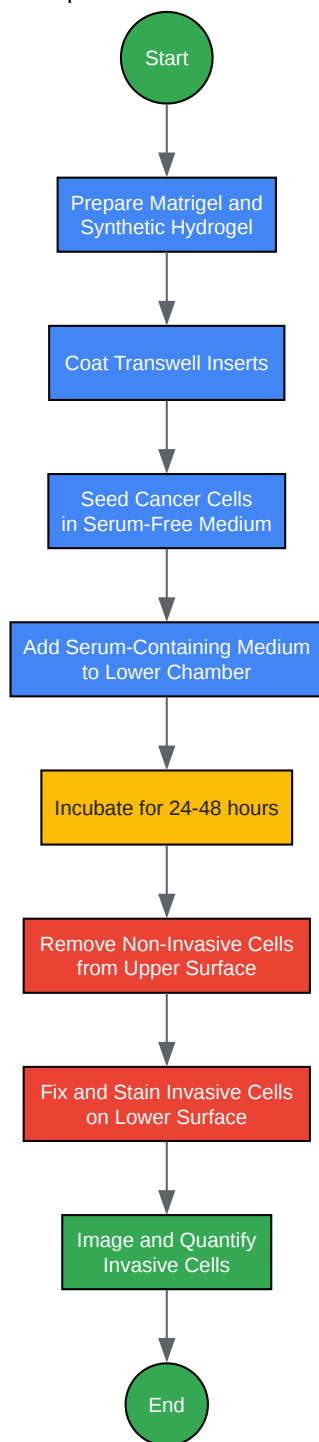 Start
Prepare Matrigel and
Synthetic Hydrogel
Coat Transwell Inserts
Seed Cancer Cells
in Serum-Free Medium
Add Serum-Containing Medium
to Lower Chamber
Incubate for 24-48 hours
Remove Non-Invasive Cells
from Upper Surface
Fix and Stain Invasive Cells
on Lower Surface
Image and Quantify
Invasive Cells
End